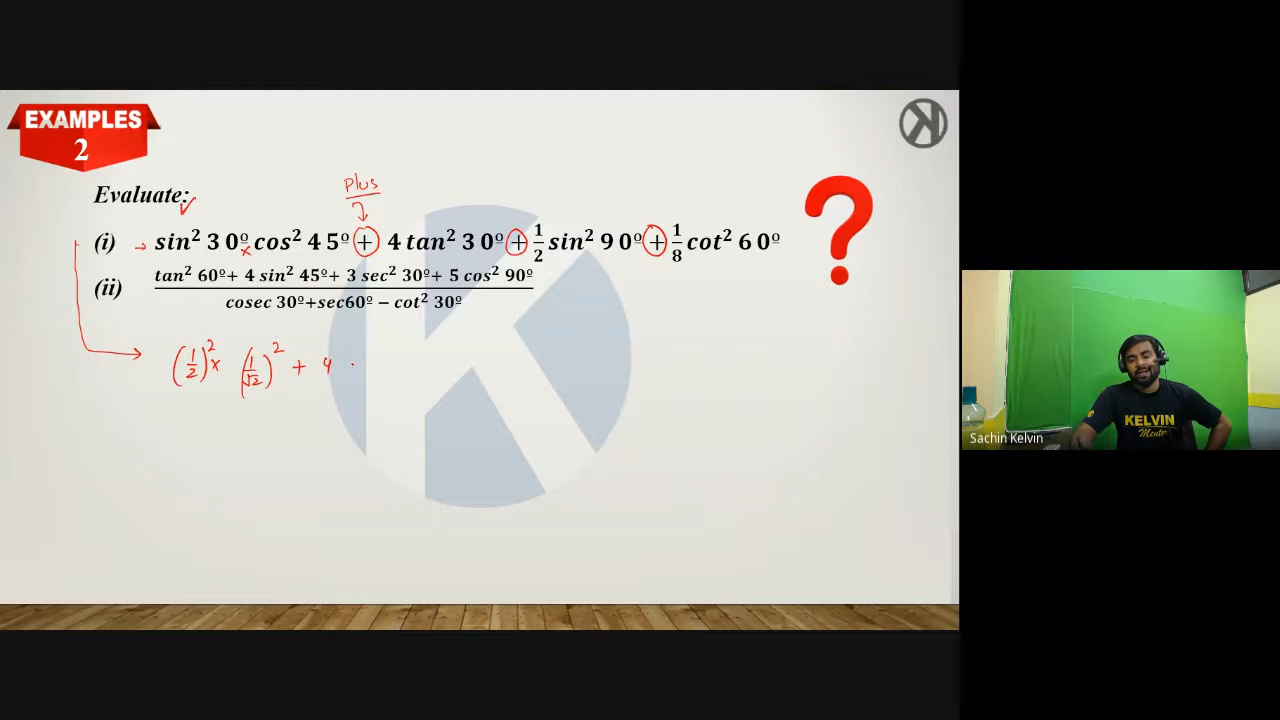 EXAMPLES
2
Evaluate:
Plus
(i) → sin² 30º × cos² 45º + 4 tan² 30º + 1/2 sin² 90º + 1/8 cot² 60º
(ii) (tan² 60º + 4 sin² 45º + 3 sec² 30º + 5 cos² 90º) / (cosec 30º + sec60º − cot² 30º)
(1/2)² × (1/√2)² + 4
?
KELVIN
Mentor
Sachin Kelvin